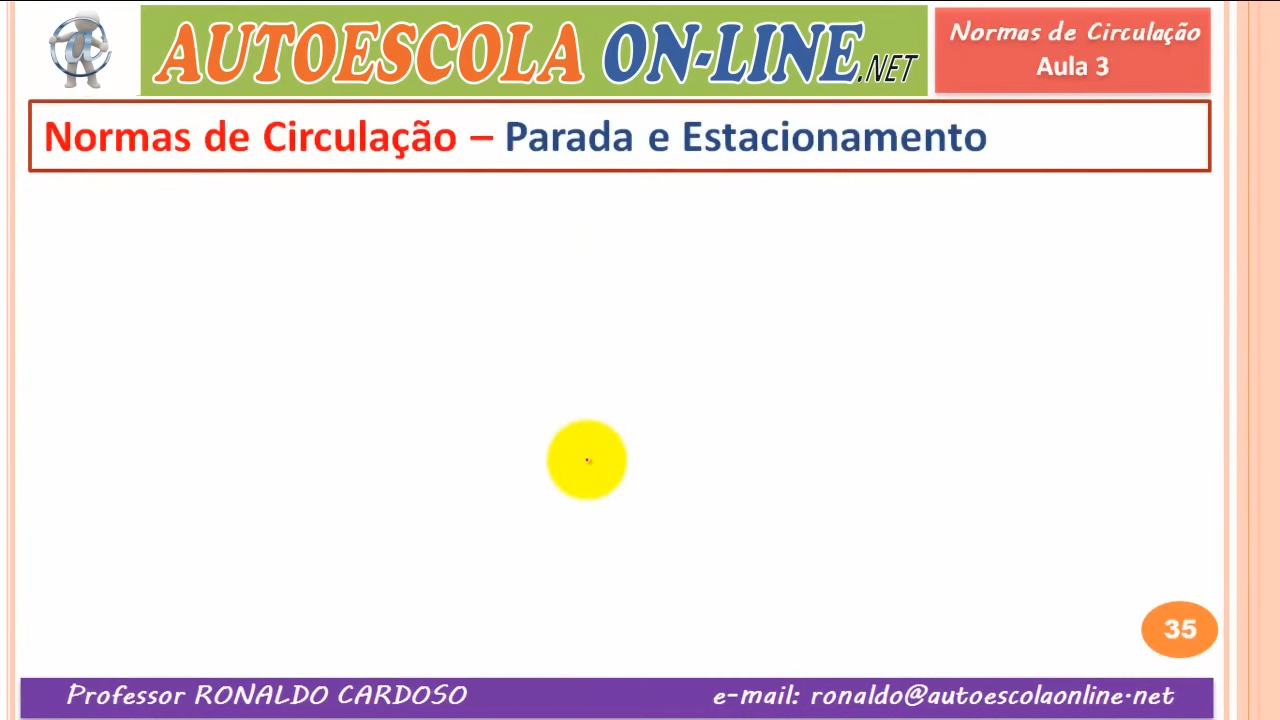 AUTOESCOLA ON-LINE.NET
Normas de Circulação
Aula 3
Normas de Circulação – Parada e Estacionamento
35
Professor RONALDO CARDOSO
e-mail: ronaldo@autoescolaonline.net